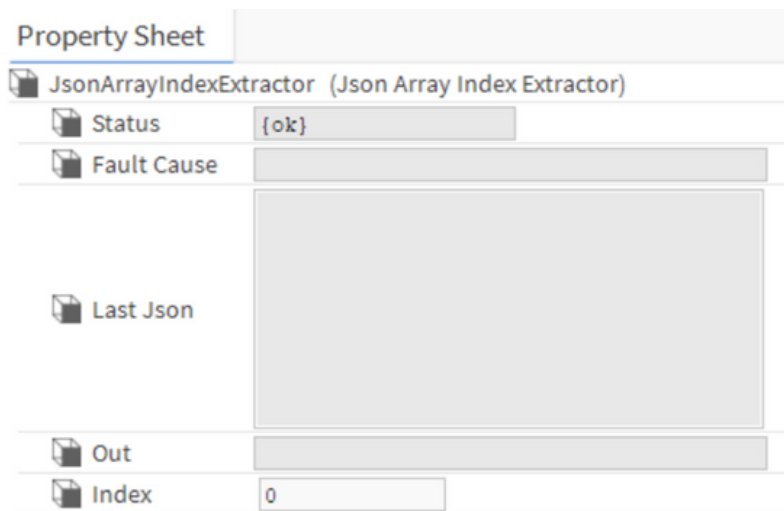 Property Sheet
JsonArrayIndexExtractor (Json Array Index Extractor)
Status {ok}
Fault Cause
Last Json
Out
Index 0